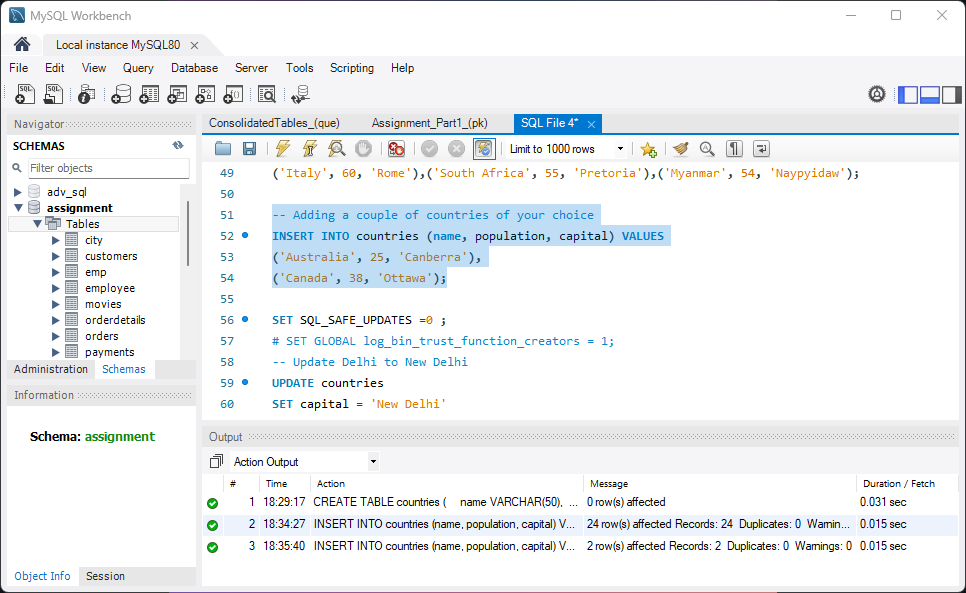 MySQL Workbench
Local instance MySQL80
File Edit View Query Database Server Tools Scripting Help
Navigator
SCHEMAS
Filter objects
adv_sql
assignment
Tables
city
customers
emp
employee
movies
orderdetails
orders
payments
Administration Schemas
Information
Schema: assignment
Object Info Session
ConsolidatedTables_(que) Assignment_Part1_(pk) SQL File 4*
Limit to 1000 rows
49 ('Italy', 60, 'Rome'),('South Africa', 55, 'Pretoria'),('Myanmar', 54, 'Naypyidaw');
50
51 -- Adding a couple of countries of your choice
52 INSERT INTO countries (name, population, capital) VALUES
53 ('Australia', 25, 'Canberra'),
54 ('Canada', 38, 'Ottawa');
55
56 SET SQL_SAFE_UPDATES =0 ;
57 # SET GLOBAL log_bin_trust_function_creators = 1;
58 -- Update Delhi to New Delhi
59 UPDATE countries
60 SET capital = 'New Delhi'
Output
Action Output
# Time Action Message Duration / Fetch
1 18:29:17 CREATE TABLE countries ( name VARCHAR(50), ... 0 row(s) affected 0.031 sec
2 18:34:27 INSERT INTO countries (name, population, capital) V... 24 row(s) affected Records: 24 Duplicates: 0 Warnin... 0.015 sec
3 18:35:40 INSERT INTO countries (name, population, capital) V... 2 row(s) affected Records: 2 Duplicates: 0 Warnings: 0 0.015 sec